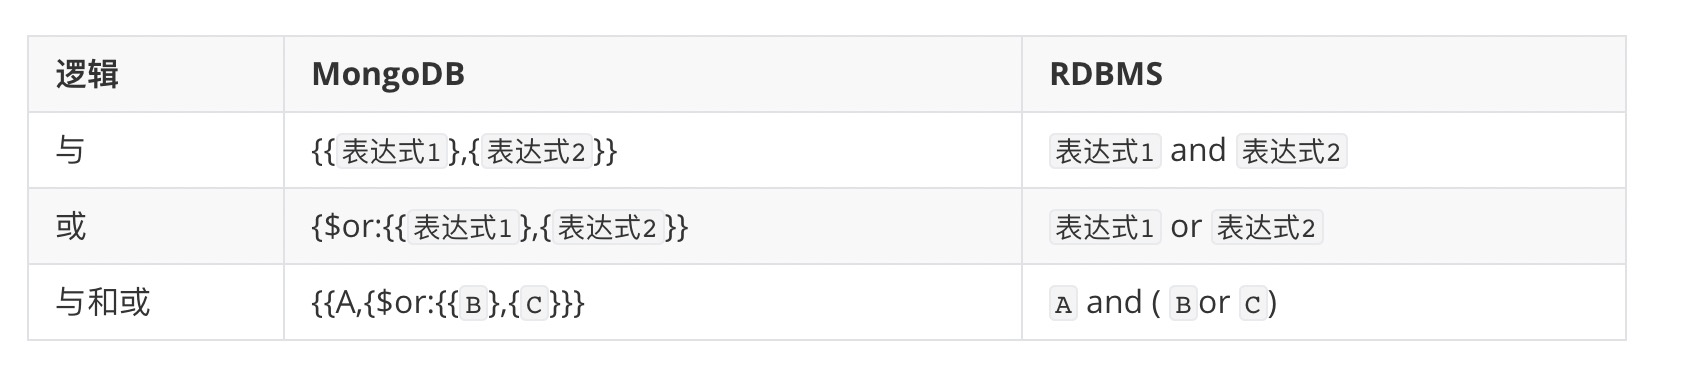 逻辑 MongoDB RDBMS
与 {{表达式1},{表达式2}} 表达式1 and 表达式2
或 {$or:{{表达式1},{表达式2}} 表达式1 or 表达式2
与和或 {{A,{$or:{{B},{C}}} A and ( Bor C)